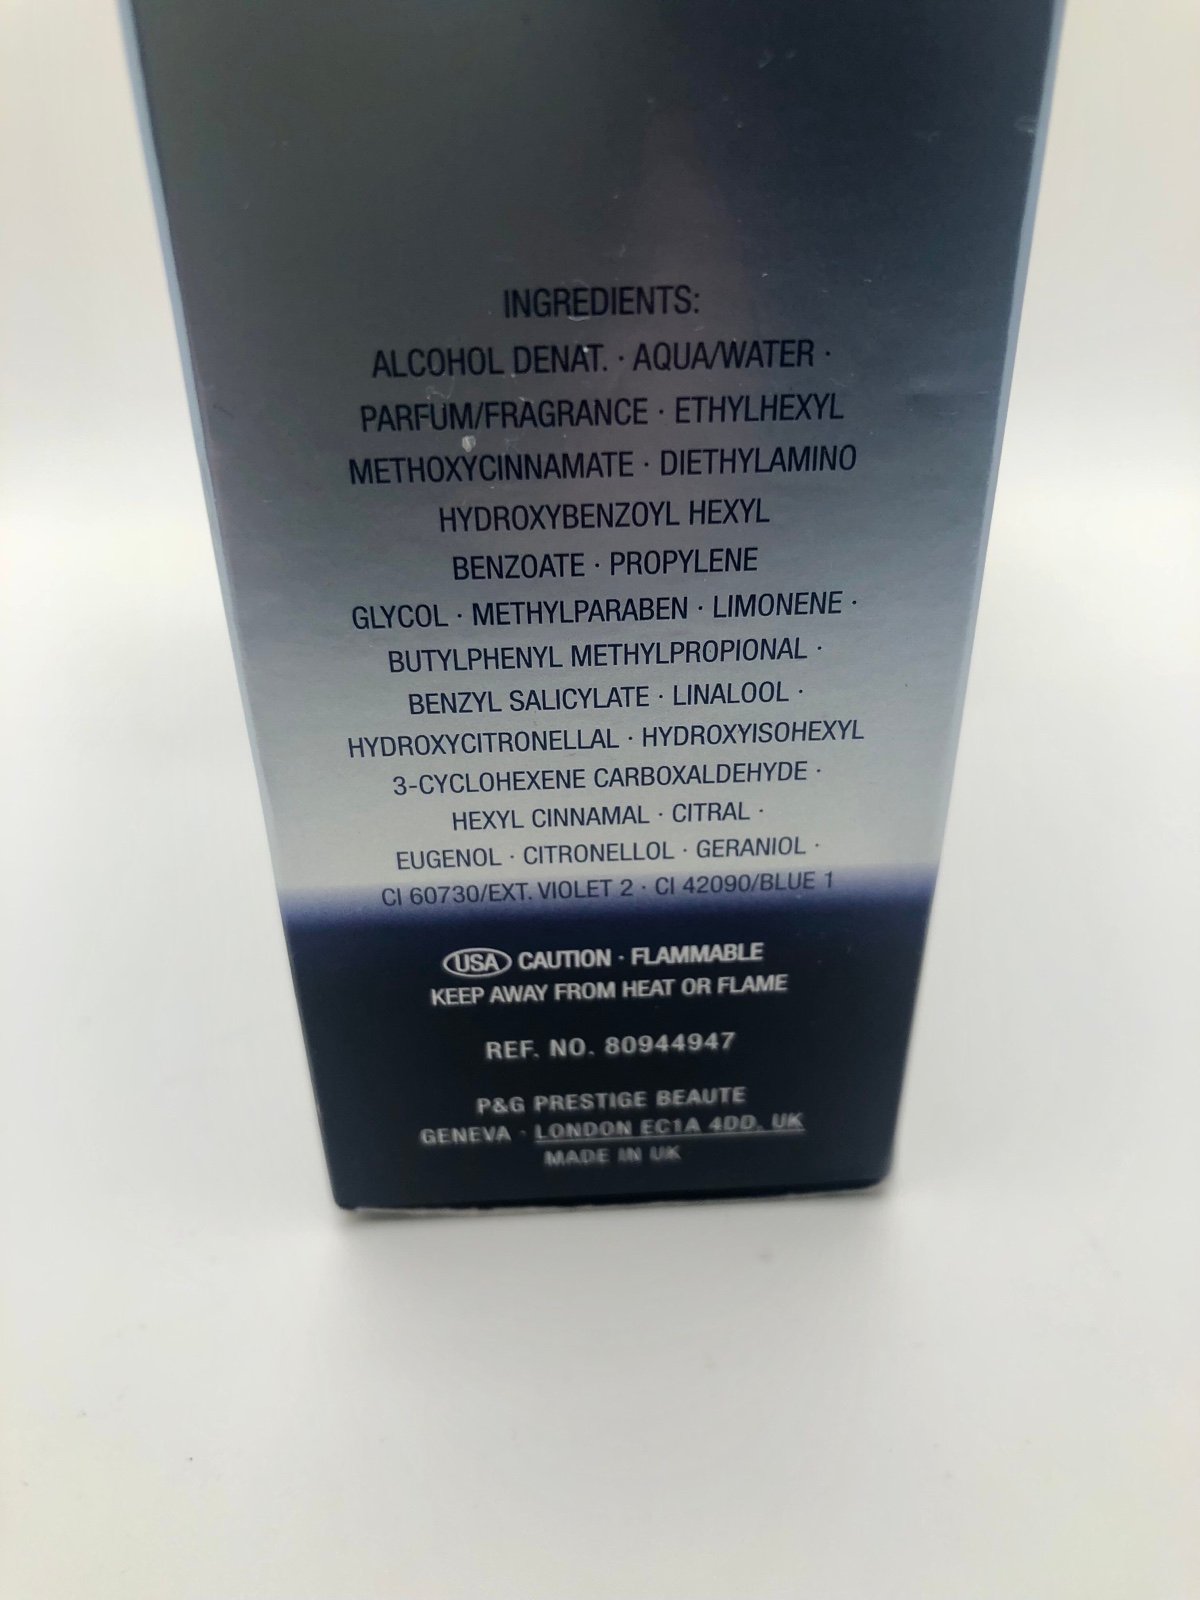 INGREDIENTS:
ALCOHOL DENAT. · AQUA/WATER ·
PARFUM/FRAGRANCE · ETHYLHEXYL
METHOXYCINNAMATE · DIETHYLAMINO
HYDROXYBENZOYL HEXYL
BENZOATE · PROPYLENE
GLYCOL · METHYLPARABEN · LIMONENE ·
BUTYLPHENYL METHYLPROPIONAL ·
BENZYL SALICYLATE · LINALOOL ·
HYDROXYCITRONELLAL · HYDROXYISOHEXYL
3-CYCLOHEXENE CARBOXALDEHYDE ·
HEXYL CINNAMAL · CITRAL ·
EUGENOL · CITRONELLOL · GERANIOL ·
CI 60730/EXT. VIOLET 2 · CI 42090/BLUE 1
USA CAUTION · FLAMMABLE
KEEP AWAY FROM HEAT OR FLAME
REF. NO. 80944947
P&G PRESTIGE BEAUTE
GENEVA · LONDON EC1A 4DD, UK
MADE IN UK